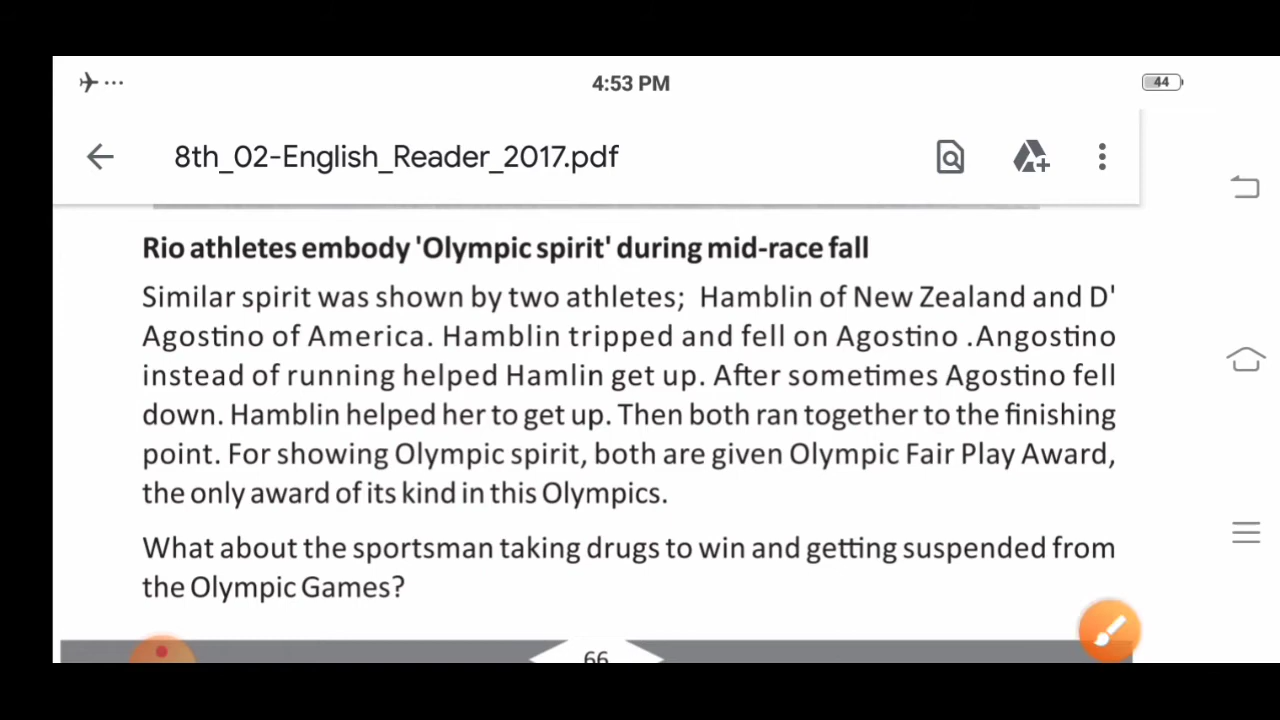 4:53 PM
44
8th_02-English_Reader_2017.pdf
Rio athletes embody 'Olympic spirit' during mid-race fall
Similar spirit was shown by two athletes; Hamblin of New Zealand and D'
Agostino of America. Hamblin tripped and fell on Agostino .Angostino
instead of running helped Hamlin get up. After sometimes Agostino fell
down. Hamblin helped her to get up. Then both ran together to the finishing
point. For showing Olympic spirit, both are given Olympic Fair Play Award,
the only award of its kind in this Olympics.
What about the sportsman taking drugs to win and getting suspended from
the Olympic Games?
66